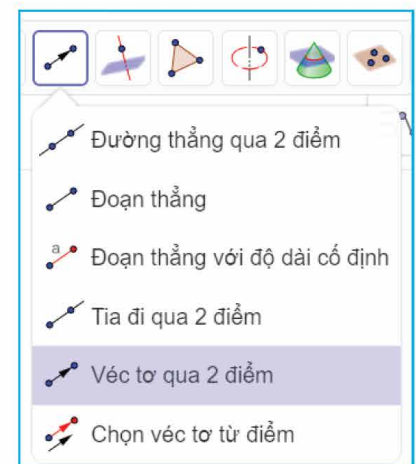 Đường thẳng qua 2 điểm
Đoạn thẳng
a
Đoạn thẳng với độ dài cố định
Tia đi qua 2 điểm
Véc tơ qua 2 điểm
Chọn véc tơ từ điểm